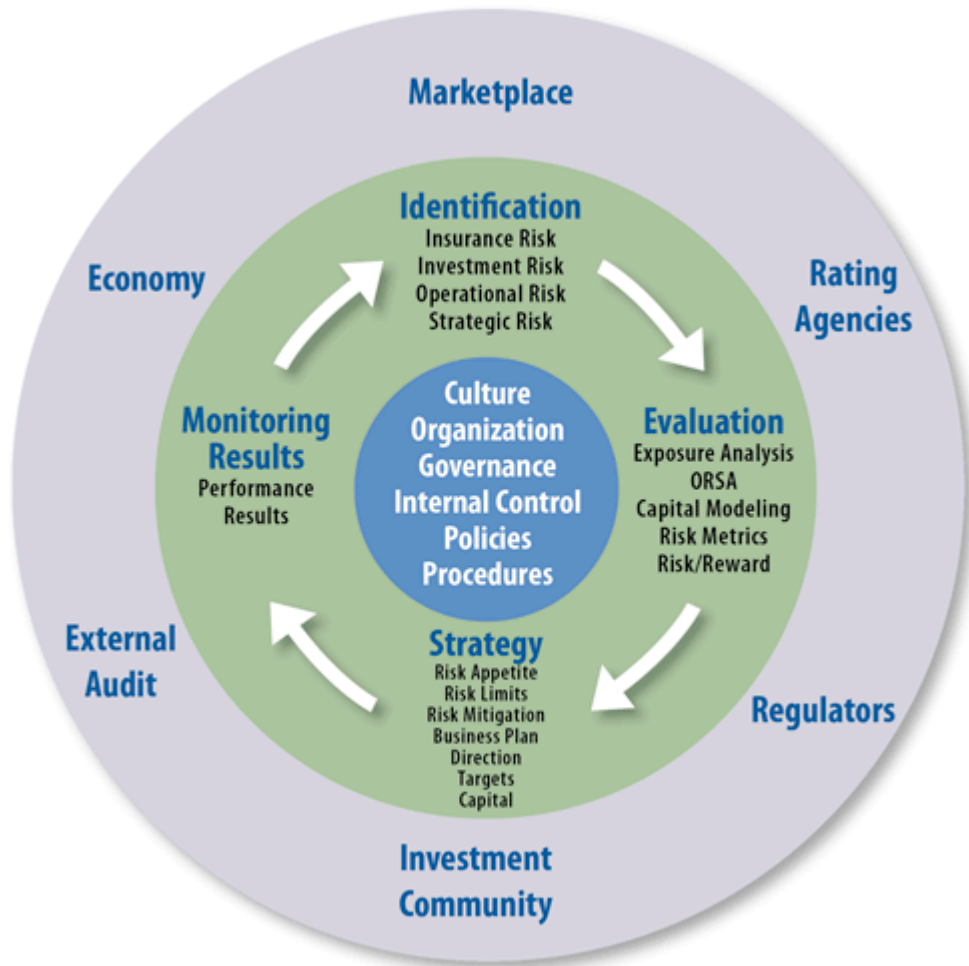 Marketplace
Identification
Insurance Risk
Investment Risk
Operational Risk
Strategic Risk
Economy
Rating
Agencies
Monitoring
Results
Performance
Results
Culture
Organization
Governance
Internal Control
Policies
Procedures
Evaluation
Exposure Analysis
ORSA
Capital Modeling
Risk Metrics
Risk/Reward
Strategy
Risk Appetite
Risk Limits
Risk Mitigation
Business Plan
Direction
Targets
Capital
External
Audit
Regulators
Investment
Community